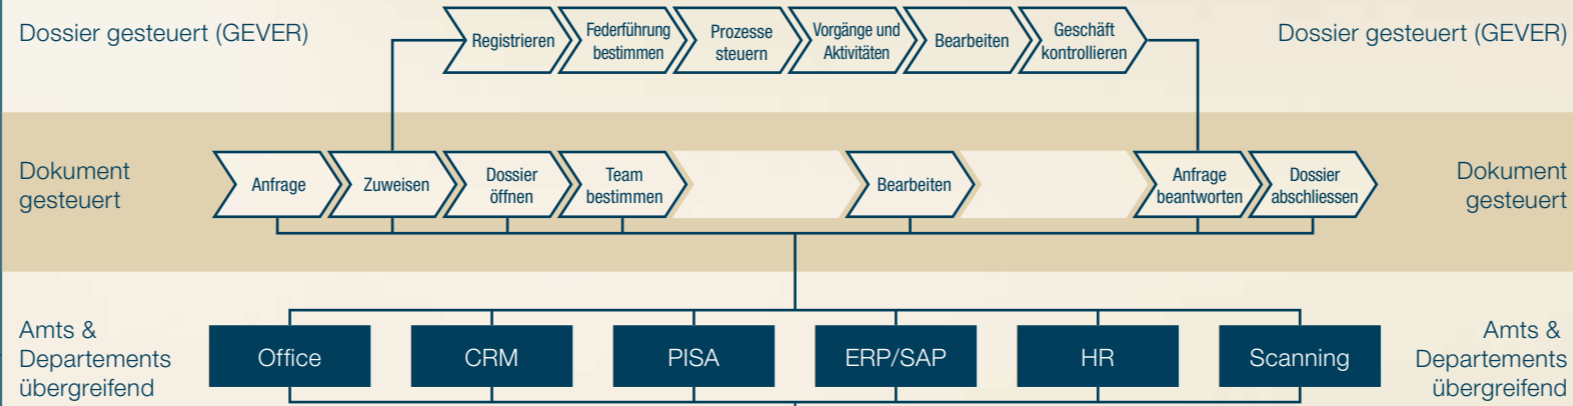 Dossier gesteuert (GEVER)
Registrieren
Federführung
bestimmen
Prozesse
steuern
Vorgänge und
Aktivitäten
Bearbeiten
Geschäft
kontrollieren
Dossier gesteuert (GEVER)
Dokument
gesteuert
Anfrage
Zuweisen
Dossier
öffnen
Team
bestimmen
Bearbeiten
Anfrage
beantworten
Dossier
abschliessen
Dokument
gesteuert
Amts &
Departements
übergreifend
Office
CRM
PISA
ERP/SAP
HR
Scanning
Amts &
Departements
übergreifend